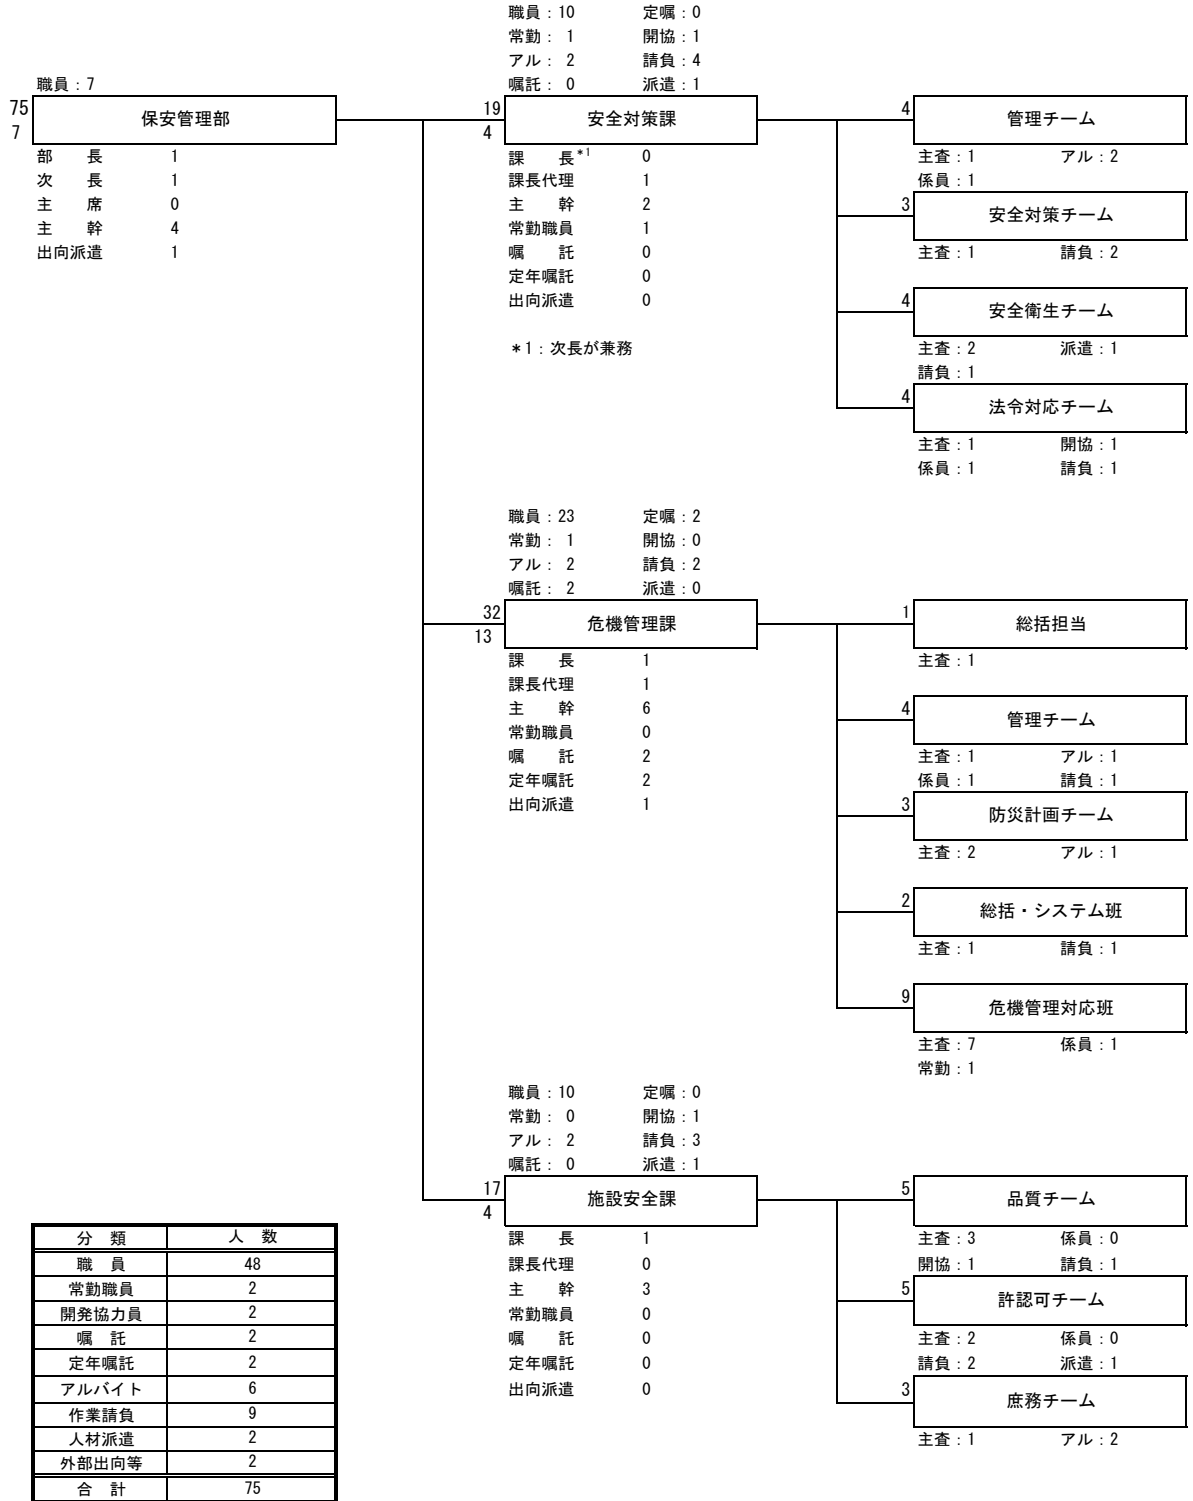 職員：7
75
7
保安管理部
部　長　1
次　長　1
主　席　0
主　幹　4
出向派遣　1
職員：10　定嘱：0
常勤： 1　開協：1
アル： 2　請負：4
嘱託： 0　派遣：1
19
4
安全対策課
課　長*1　0
課長代理　1
主　幹　2
常勤職員　1
嘱　託　0
定年嘱託　0
出向派遣　0
＊1：次長が兼務
4
管理チーム
主査：1　アル：2
係員：1
3
安全対策チーム
主査：1　請負：2
4
安全衛生チーム
主査：2　派遣：1
請負：1
4
法令対応チーム
主査：1　開協：1
係員：1　請負：1
職員：23　定嘱：2
常勤： 1　開協：0
アル： 2　請負：2
嘱託： 2　派遣：0
32
13
危機管理課
課　長　1
課長代理　1
主　幹　6
常勤職員　0
嘱　託　2
定年嘱託　2
出向派遣　1
1
総括担当
主査：1
4
管理チーム
主査：1　アル：1
係員：1　請負：1
3
防災計画チーム
主査：2　アル：1
2
総括・システム班
主査：1　請負：1
9
危機管理対応班
主査：7　係員：1
常勤：1
職員：10　定嘱：0
常勤： 0　開協：1
アル： 2　請負：3
嘱託： 0　派遣：1
17
4
施設安全課
課　長　1
課長代理　0
主　幹　3
常勤職員　0
嘱　託　0
定年嘱託　0
出向派遣　0
5
品質チーム
主査：3　係員：0
開協：1　請負：1
5
許認可チーム
主査：2　係員：0
請負：2　派遣：1
3
庶務チーム
主査：1　アル：2
分　類　人　数
職　員　48
常勤職員　2
開発協力員　2
嘱　託　2
定年嘱託　2
アルバイト　6
作業請負　9
人材派遣　2
外部出向等　2
合　計　75